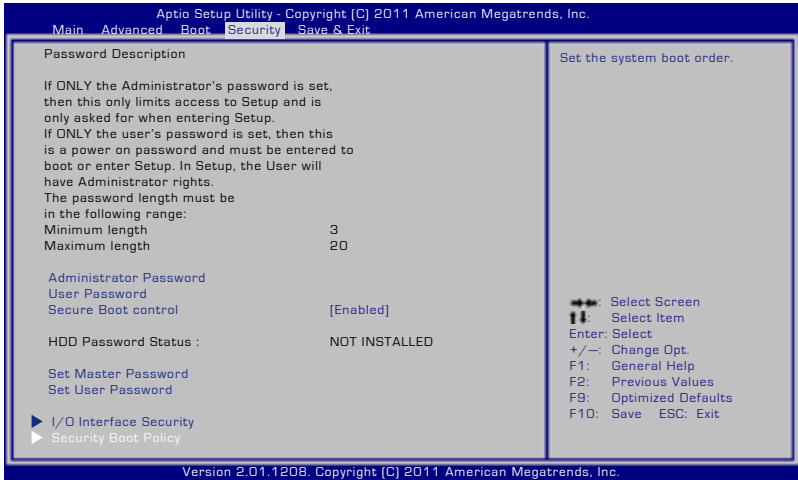 Aptio Setup Utility - Copyright (C) 2011 American Megatrends, Inc.
Main Advanced Boot Security Save & Exit
Password Description
If ONLY the Administrator's password is set,
then this only limits access to Setup and is
only asked for when entering Setup.
If ONLY the user's password is set, then this
is a power on password and must be entered to
boot or enter Setup. In Setup, the User will
have Administrator rights.
The password length must be
in the following range:
Minimum length 3
Maximum length 20
Administrator Password
User Password
Secure Boot control [Enabled]
HDD Password Status : NOT INSTALLED
Set Master Password
Set User Password
I/O Interface Security
Security Boot Policy
Set the system boot order.
→←: Select Screen
↑↓: Select Item
Enter: Select
+/—: Change Opt.
F1: General Help
F2: Previous Values
F9: Optimized Defaults
F10: Save ESC: Exit
Version 2.01.1208. Copyright (C) 2011 American Megatrends, Inc.